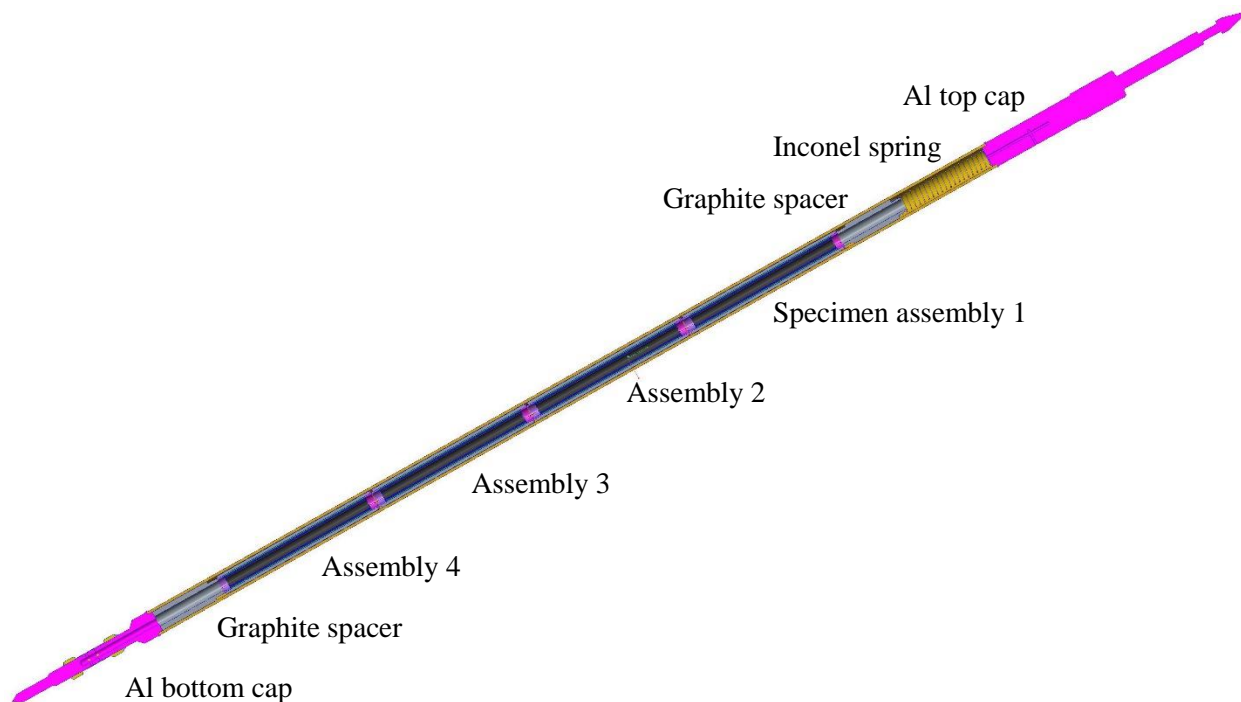 Al top cap
Inconel spring
Graphite spacer
Specimen assembly 1
Assembly 2
Assembly 3
Assembly 4
Graphite spacer
Al bottom cap